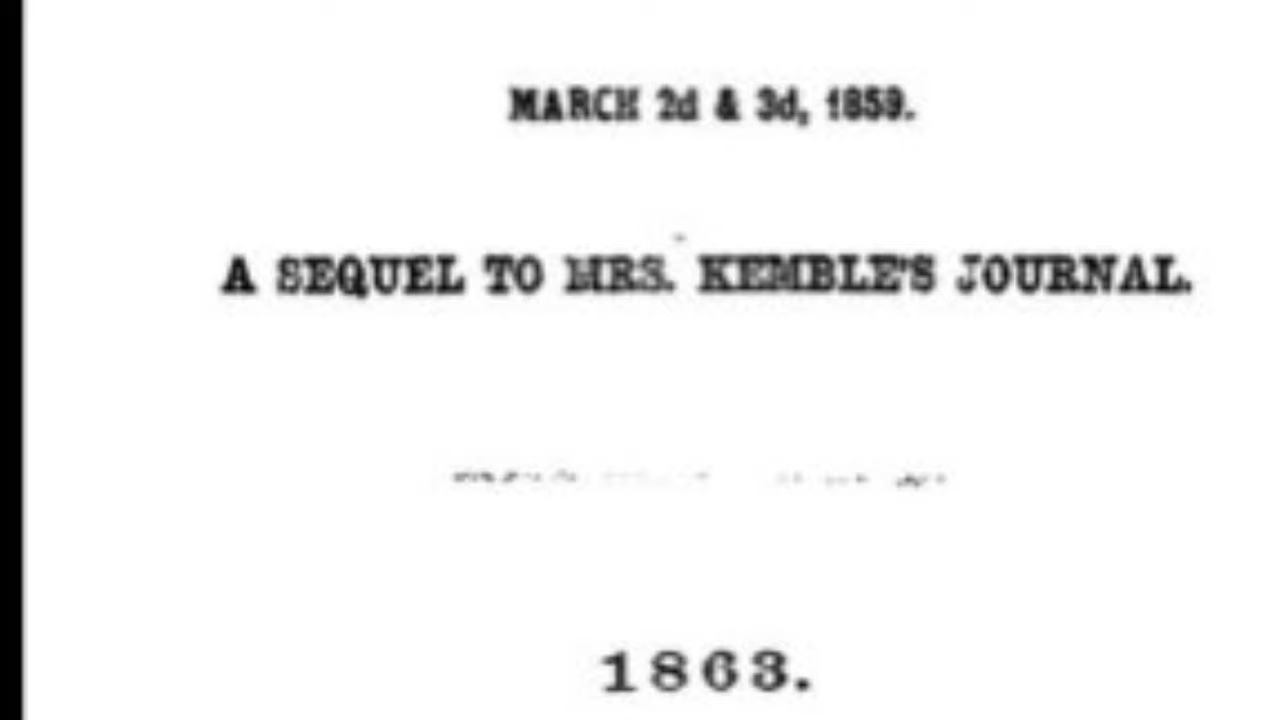 MARCH 2d & 3d, 1859.
A SEQUEL TO MRS. KEMBLE'S JOURNAL.
1863.